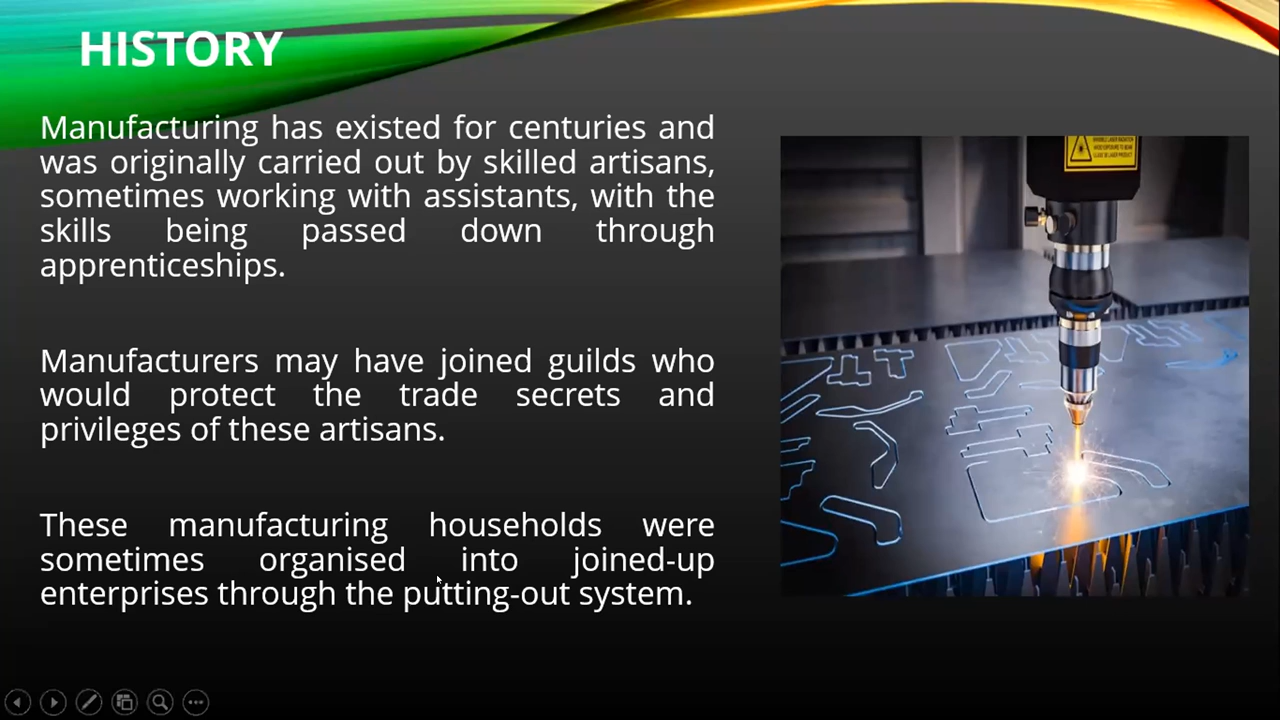 HISTORY
Manufacturing has existed for centuries and
was originally carried out by skilled artisans,
sometimes working with assistants, with the
skills being passed down through
apprenticeships.
Manufacturers may have joined guilds who
would protect the trade secrets and
privileges of these artisans.
These manufacturing households were
sometimes organised into joined-up
enterprises through the putting-out system.